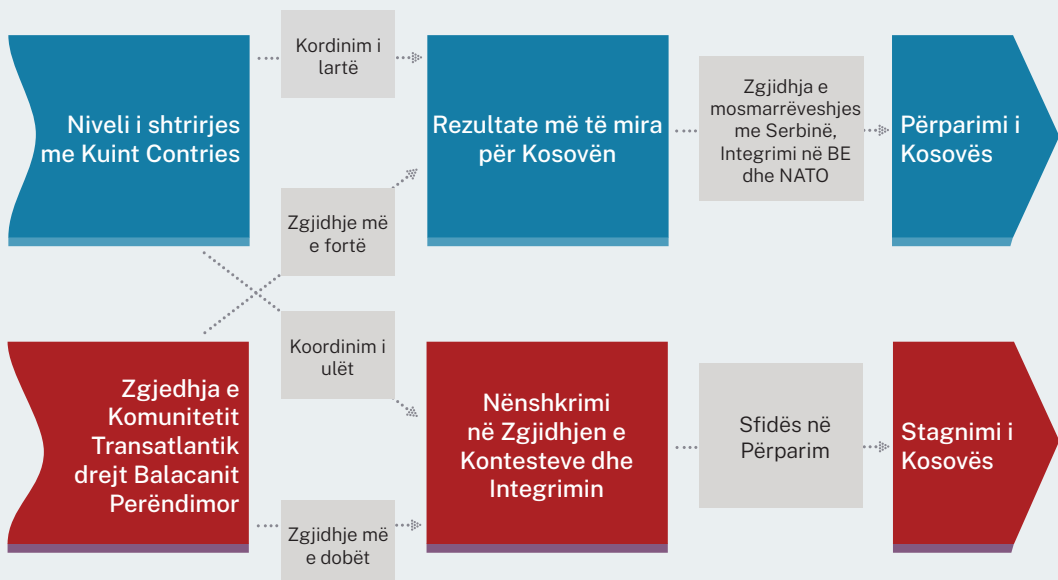 Niveli i shtrirjes
me Kuint Contries
Kordinim i
lartë
Rezultate më të mira
për Kosovën
Zgjidhja e
mosmarrëveshjes
me Serbinë,
Integrimi në BE
dhe NATO
Përparimi i
Kosovës
Zgjidhje më
e fortë
Koordinim i
ulët
Zgjedhja e
Komunitetit
Transatlantik
drejt Balacanit
Perëndimor
Zgjidhje më
e dobët
Nënshkrimi
në Zgjidhjen e
Kontesteve dhe
Integrimin
Sfidës në
Përparim
Stagnimi i
Kosovës